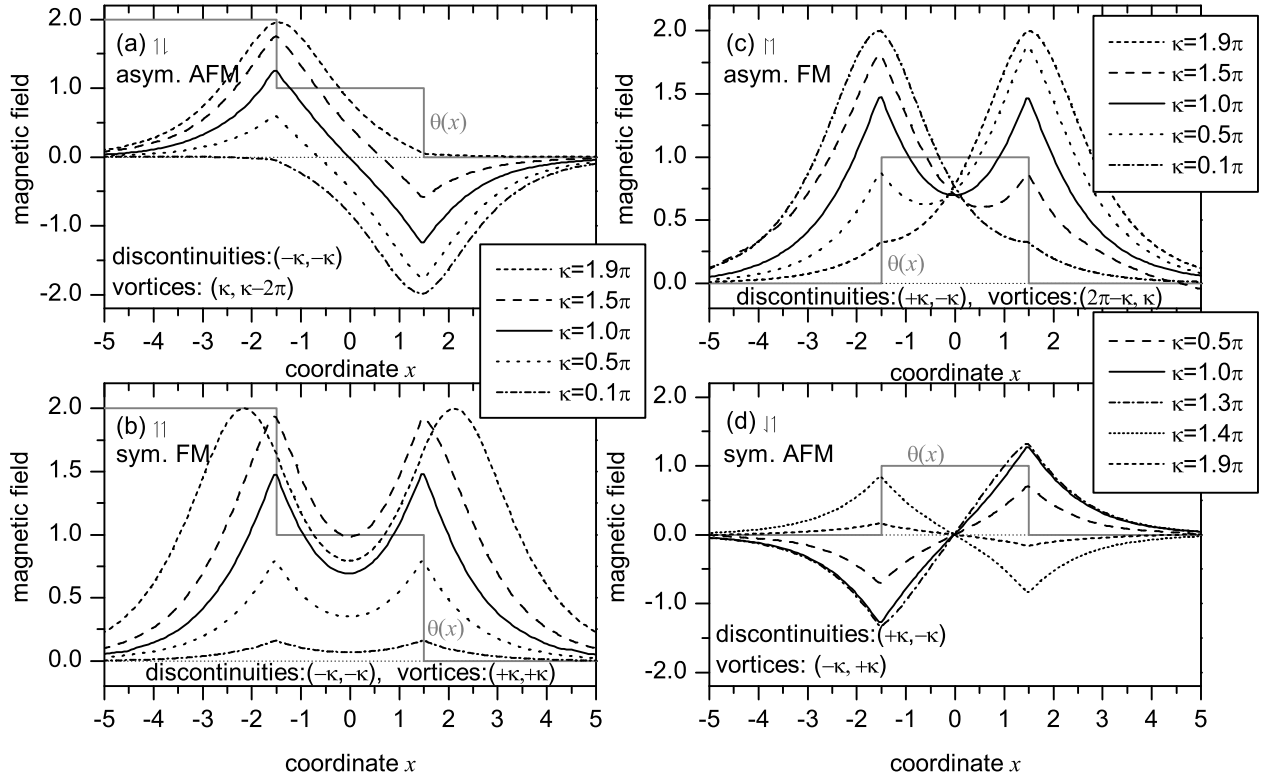 (a) ↿⇂
asym. AFM
2.0
1.0
0.0
-1.0
-2.0
magnetic field
θ(x)
discontinuities:(−κ,−κ)
vortices: (κ, κ−2π)
-5 -4 -3 -2 -1 0 1 2
coordinate x
κ=1.9π
κ=1.5π
κ=1.0π
κ=0.5π
κ=0.1π
(b) ↿↿
sym. FM
2.0
1.5
1.0
0.5
0.0
magnetic field
θ(x)
discontinuities:(−κ,−κ), vortices:(+κ,+κ)
-5 -4 -3 -2 -1 0 1 2 3 4 5
coordinate x
(c) ↾↿
asym. FM
2.0
1.5
1.0
0.5
0.0
magnetic field
θ(x)
discontinuities:(+κ,−κ), vortices:(2π−κ, κ)
-5 -4 -3 -2 -1 0 1 2 3 4 5
coordinate x
κ=1.9π
κ=1.5π
κ=1.0π
κ=0.5π
κ=0.1π
(d) ⇃↿
sym. AFM
2.0
1.0
0.0
-1.0
-2.0
magnetic field
θ(x)
discontinuities:(+κ,−κ)
vortices: (−κ, +κ)
-5 -4 -3 -2 -1 0 1 2 3 4 5
coordinate x
κ=0.5π
κ=1.0π
κ=1.3π
κ=1.4π
κ=1.9π